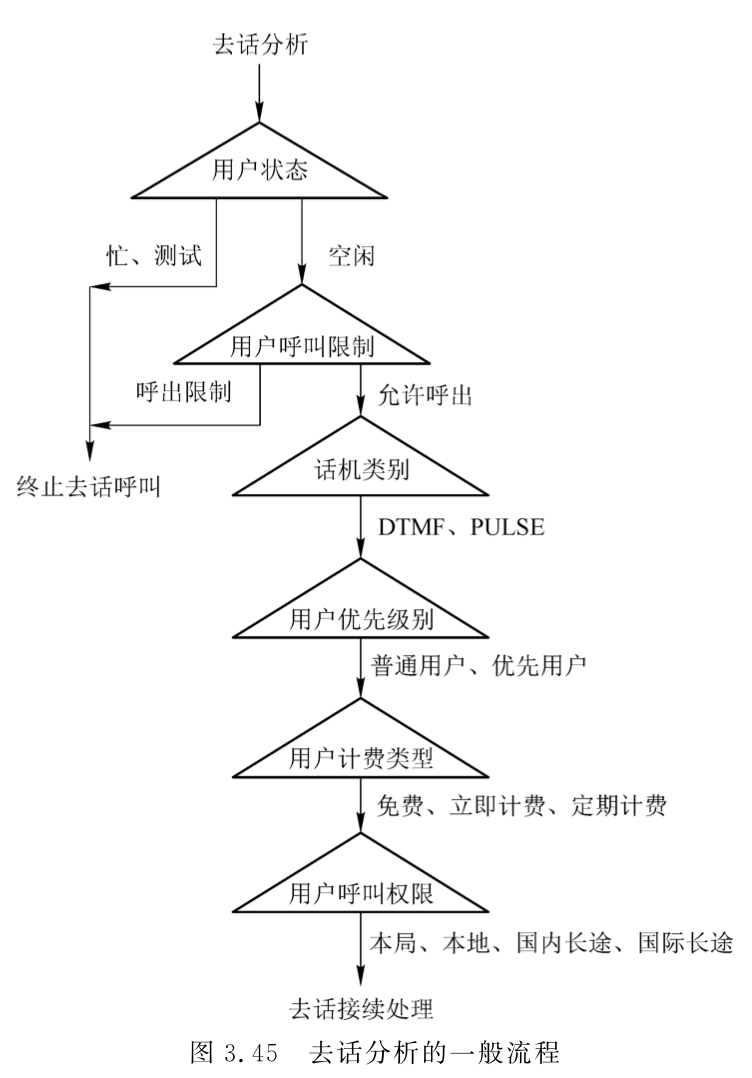 去话分析
用户状态
忙、测试
空闲
用户呼叫限制
呼出限制
允许呼出
终止去话呼叫
话机类别
DTMF、PULSE
用户优先级别
普通用户、优先用户
用户计费类型
免费、立即计费、定期计费
用户呼叫权限
本局、本地、国内长途、国际长途
去话接续处理
图 3.45 去话分析的一般流程